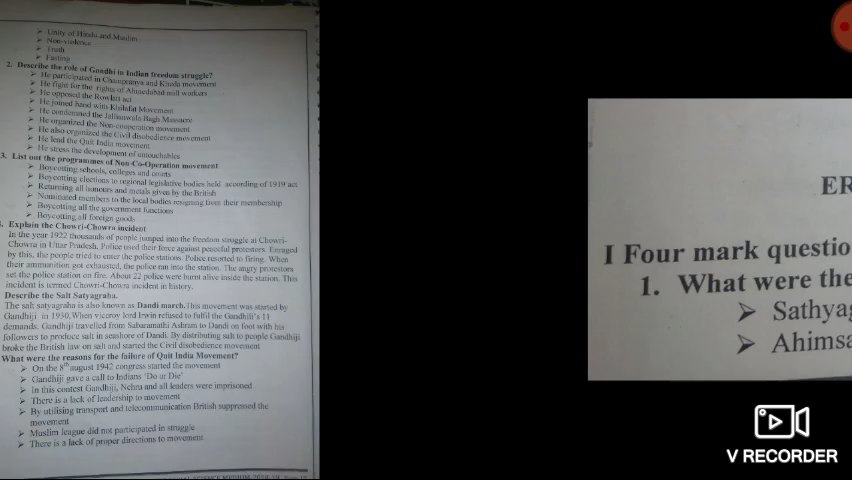 ➢ Unity of Hindu and Muslim
➢ Non-violence
➢ Truth
➢ Fasting
2. Describe the role of Gandhi in Indian freedom struggle?
➢ He participated in Champranya and Kheda movement
➢ He fight for the rights of Ahmedabad mill workers
➢ He opposed the Rowlatt act
➢ He joined hand with Khilafat Movement
➢ He condemned the Jallianwala Bagh Massacre
➢ He organized the Non-cooperation movement
➢ He also organized the Civil disobedience movement
➢ He lead the Quit India movement
➢ He stress the development of untouchables
3. List out the programmes of Non-Co-Operation movement
➢ Boycotting schools, colleges and courts
➢ Boycotting elections to regional legislative bodies held according of 1919 act
➢ Returning all honours and metals given by the British
➢ Nominated members to the local bodies resigning from their membership
➢ Boycotting all the government functions
➢ Boycotting all foreign goods
Explain the Chowri-Chowra incident
In the year 1922 thousands of people jumped into the freedom struggle at Chowri-
Chowra in Uttar Pradesh. Police used their force against peaceful protestors. Enraged
by this, the people tried to enter the police stations. Police resorted to firing. When
their ammunition got exhausted, the police ran into the station. The angry protestors
set the police station on fire. About 22 police were burnt alive inside the station. This
incident is termed Chowri-Chowra incident in history.
Describe the Salt Satyagraha.
The salt satyagraha is also known as Dandi march. This movement was started by
Gandhiji in 1930. When viceroy lord Irwin refused to fulfil the Gandhili's 11
demands. Gandhiji travelled from Sabaramathi Ashram to Dandi on foot with his
followers to produce salt in seashore of Dandi. By distributing salt to people Gandhiji
broke the British law on salt and started the Civil disobedience movement
What were the reasons for the failure of Quit India Movement?
➢ On the 8th august 1942 congress started the movement
➢ Gandhiji gave a call to Indians 'Do or Die'
➢ in this contest Gandhiji, Nehru and all leaders were imprisoned
➢ There is a lack of leadership to movement
➢ By utilising transport and telecommunication British suppressed the
movement
➢ Muslim league did not participated in struggle
➢ There is a lack of proper directions to movement
ER
I Four mark questio
1. What were the
➢ Sathyag
➢ Ahimsa
V RECORDER